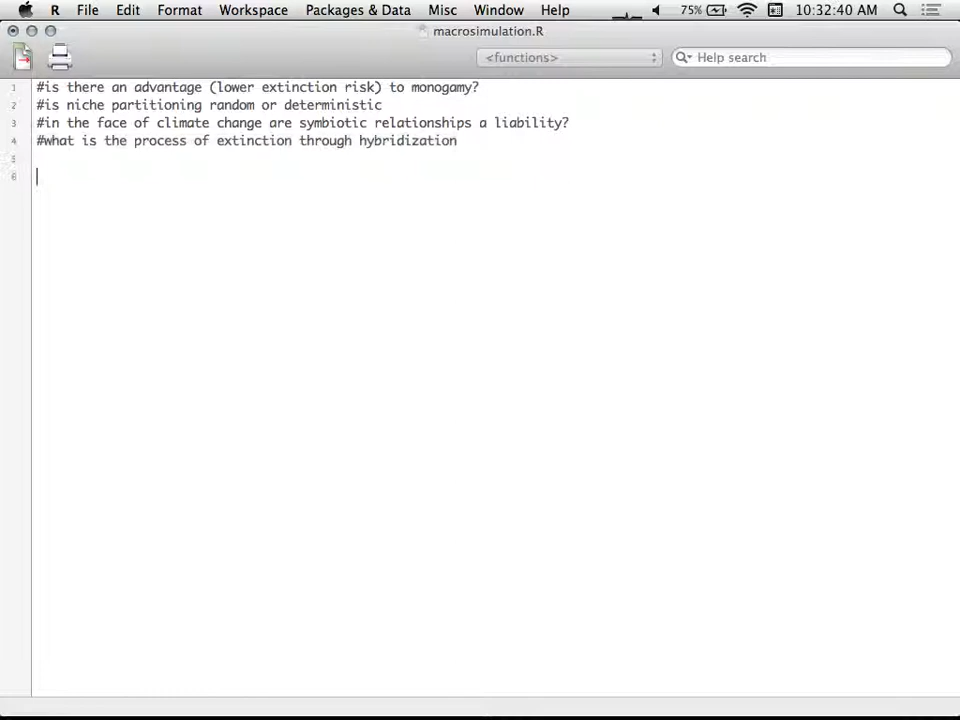 R File Edit Format Workspace Packages & Data Misc Window Help 75% 10:32:40 AM
macrosimulation.R
<functions> Help search
1 #is there an advantage (lower extinction risk) to monogamy?
2 #is niche partitioning random or deterministic
3 #in the face of climate change are symbiotic relationships a liability?
4 #what is the process of extinction through hybridization
5
6